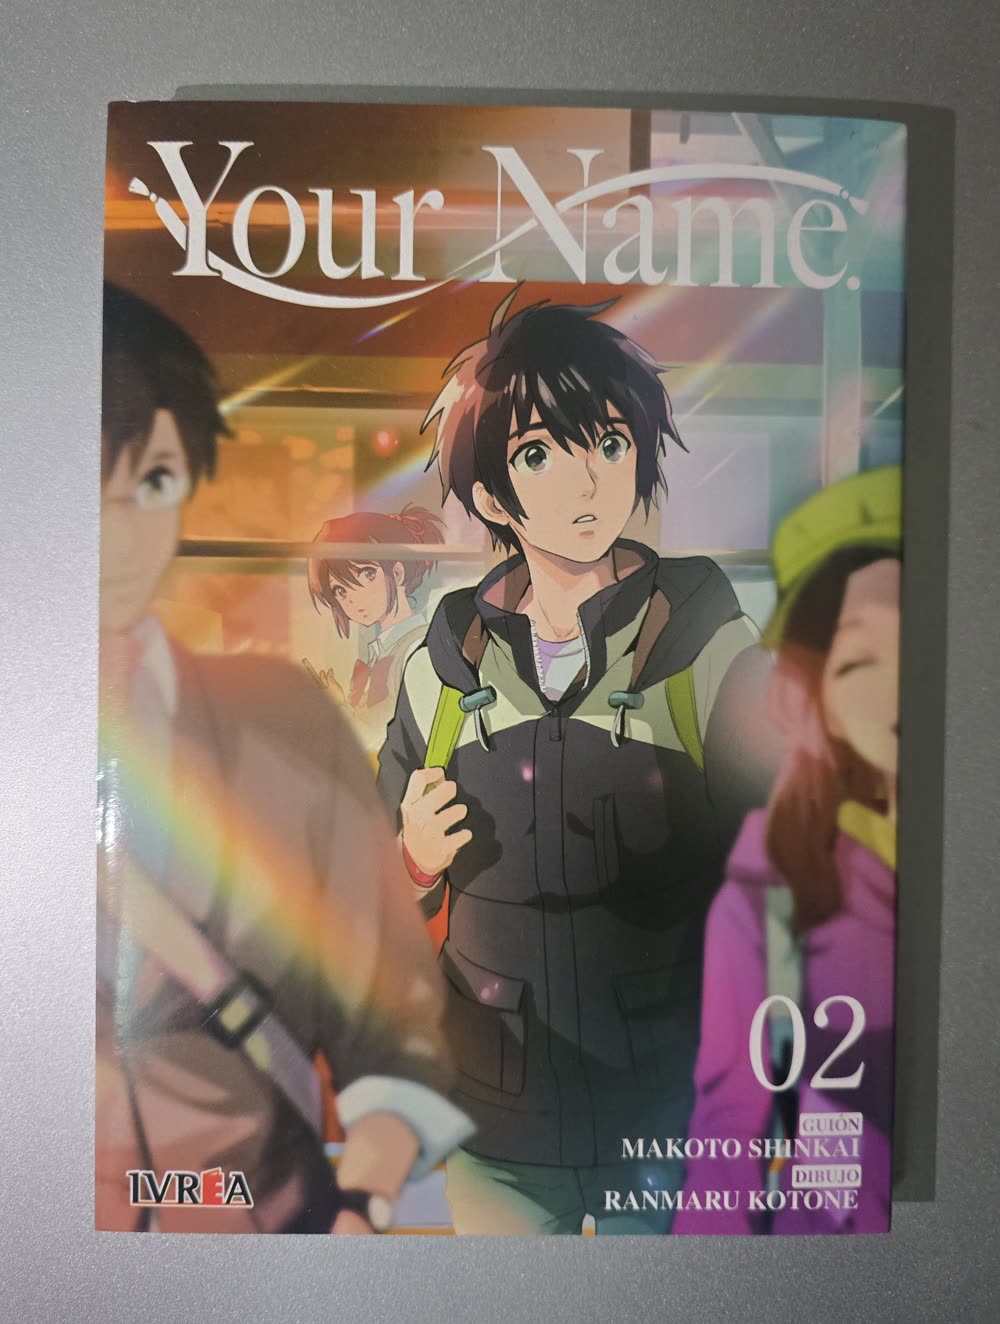 Your Name.
02
GUIÓN
MAKOTO SHINKAI
DIBUJO
RANMARU KOTONE
IVREA